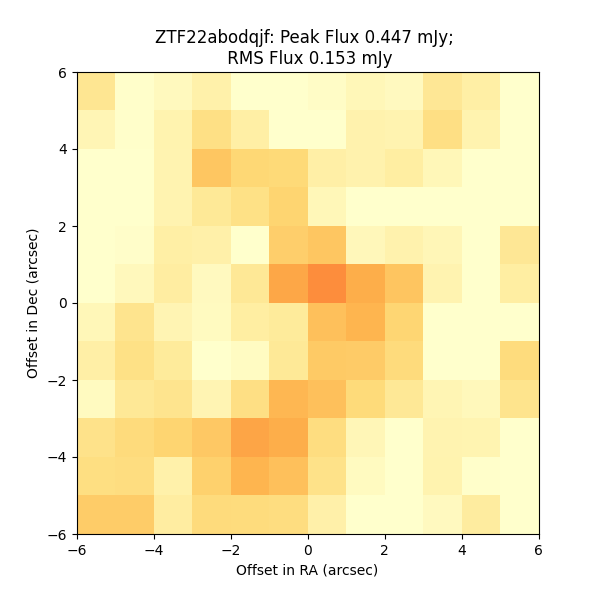 ZTF22abodqjf: Peak Flux 0.447 mJy;
RMS Flux 0.153 mJy
6
4
2
0
−2
−4
−6
Offset in Dec (arcsec)
−6 −4 −2 0 2 4 6
Offset in RA (arcsec)